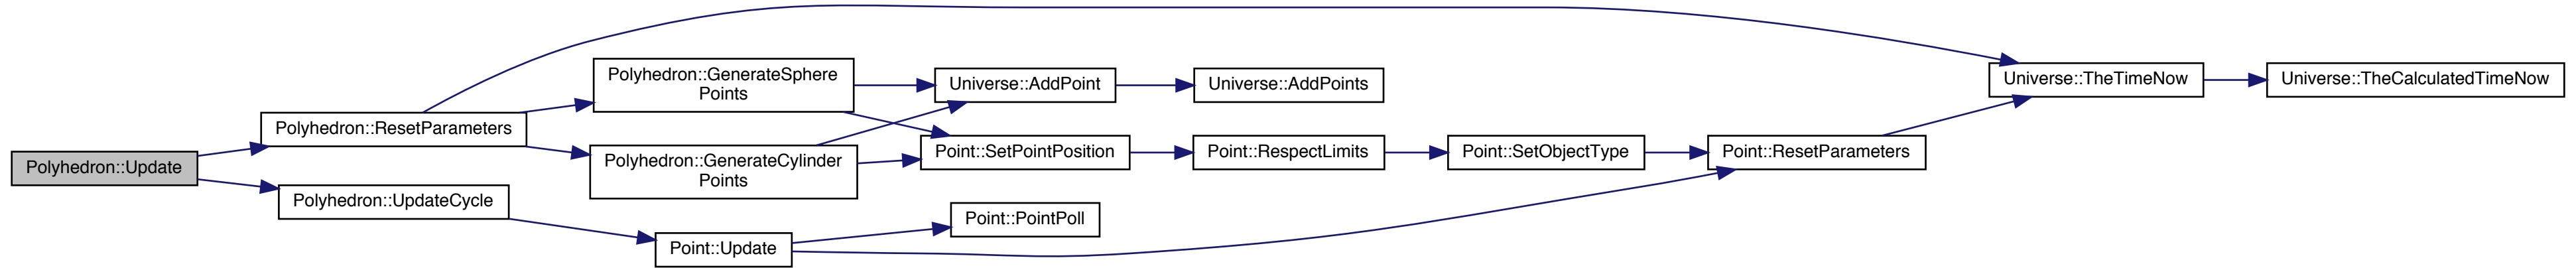 Polyhedron::Update
Polyhedron::ResetParameters
Polyhedron::UpdateCycle
Polyhedron::GenerateSphere
Points
Polyhedron::GenerateCylinder
Points
Point::Update
Universe::AddPoint
Point::SetPointPosition
Point::PointPoll
Universe::AddPoints
Point::RespectLimits
Point::SetObjectType
Point::ResetParameters
Universe::TheTimeNow
Universe::TheCalculatedTimeNow